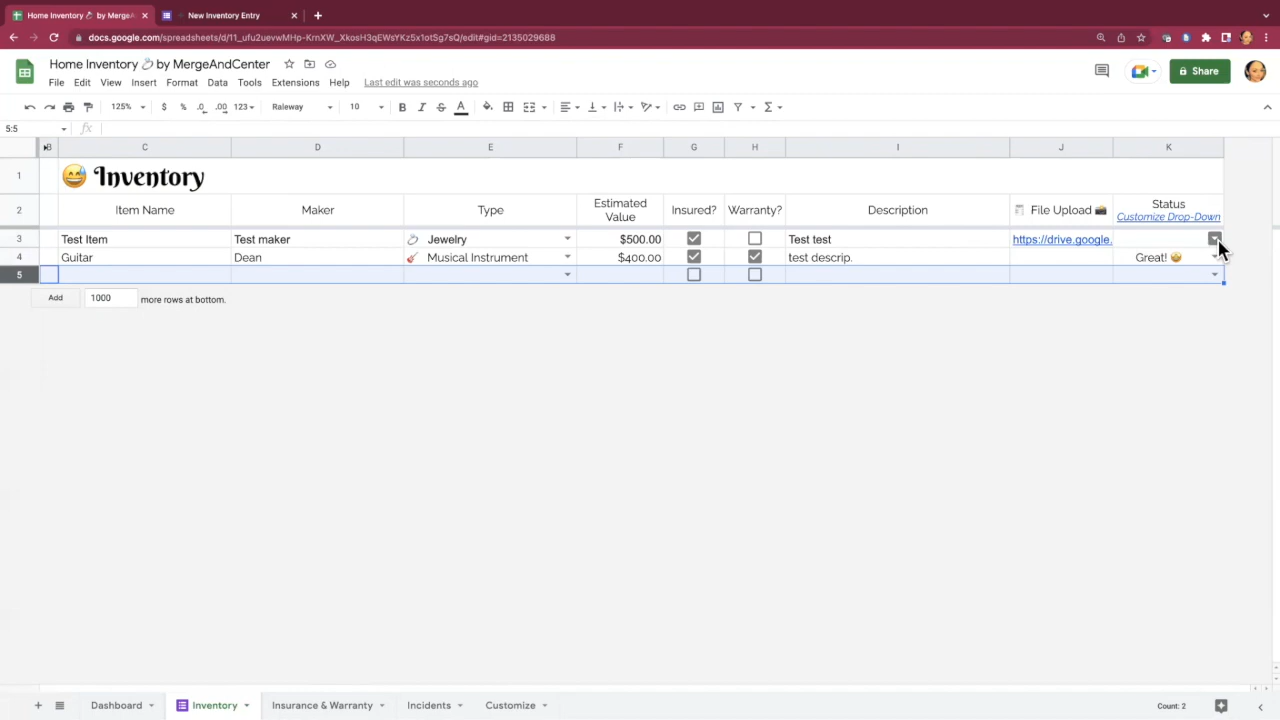 Home Inventory 💍 by MergeA
New Inventory Entry
docs.google.com/spreadsheets/d/11_ufu2uevwMHp-KrnXW_XkosH3qEWsYKz5x1otSg7sQ/edit#gid=2135029688
Home Inventory 💍 by MergeAndCenter
File Edit View Insert Format Data Tools Extensions Help Last edit was seconds ago
Share
125% $ % .0 .00 123 Raleway 10 B I S A
5:5 fx
B C D E F G H I J K
1 😅 Inventory
2 Item Name Maker Type Estimated Value Insured? Warranty? Description 🧾 File Upload 📸 Status
Customize Drop-Down
3 Test Item Test maker 💍 Jewelry $500.00 Test test https://drive.google.
4 Guitar Dean 🎸 Musical Instrument $400.00 test descrip. Great! 🤩
5
Add 1000 more rows at bottom.
Dashboard Inventory Insurance & Warranty Incidents Customize Count: 2